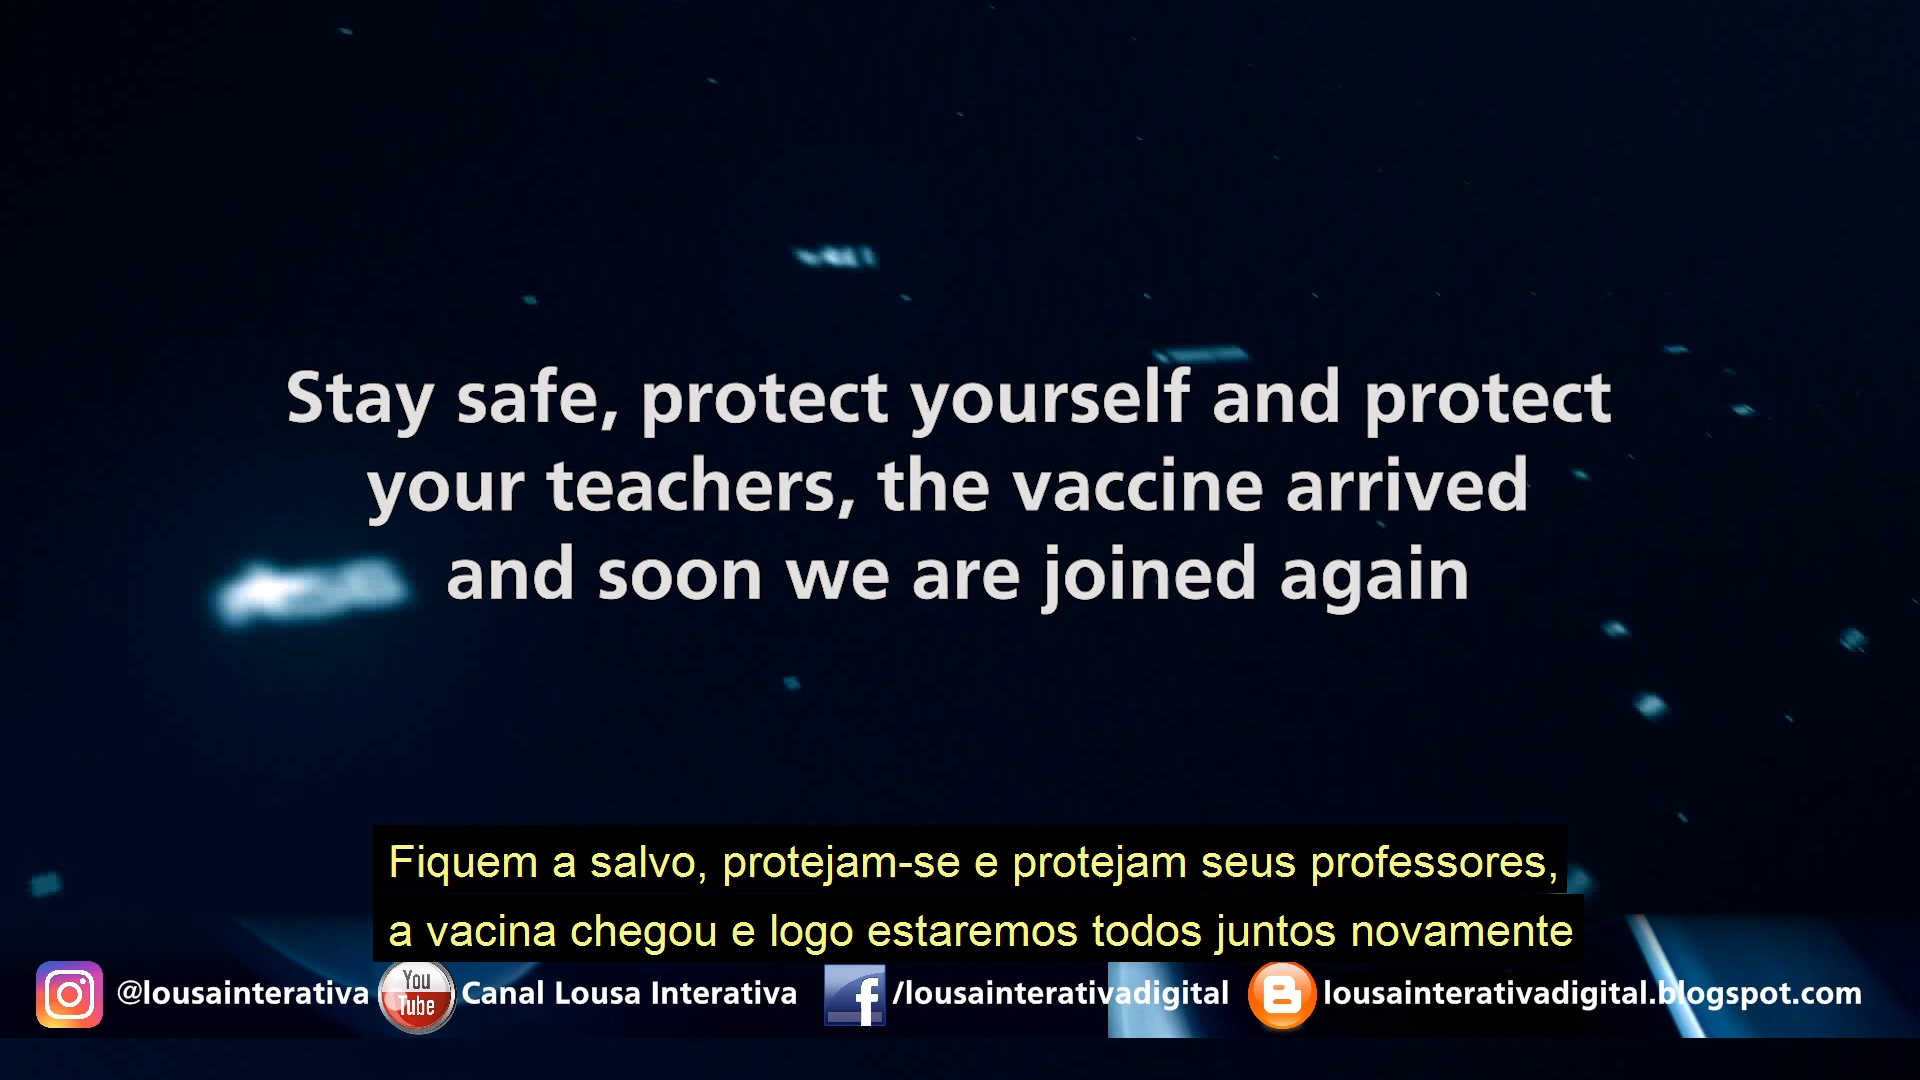 Stay safe, protect yourself and protect
your teachers, the vaccine arrived
and soon we are joined again
Fiquem a salvo, protejam-se e protejam seus professores,
a vacina chegou e logo estaremos todos juntos novamente
@lousainterativa You Tube Canal Lousa Interativa f /lousainterativadigital lousainterativadigital.blogspot.com